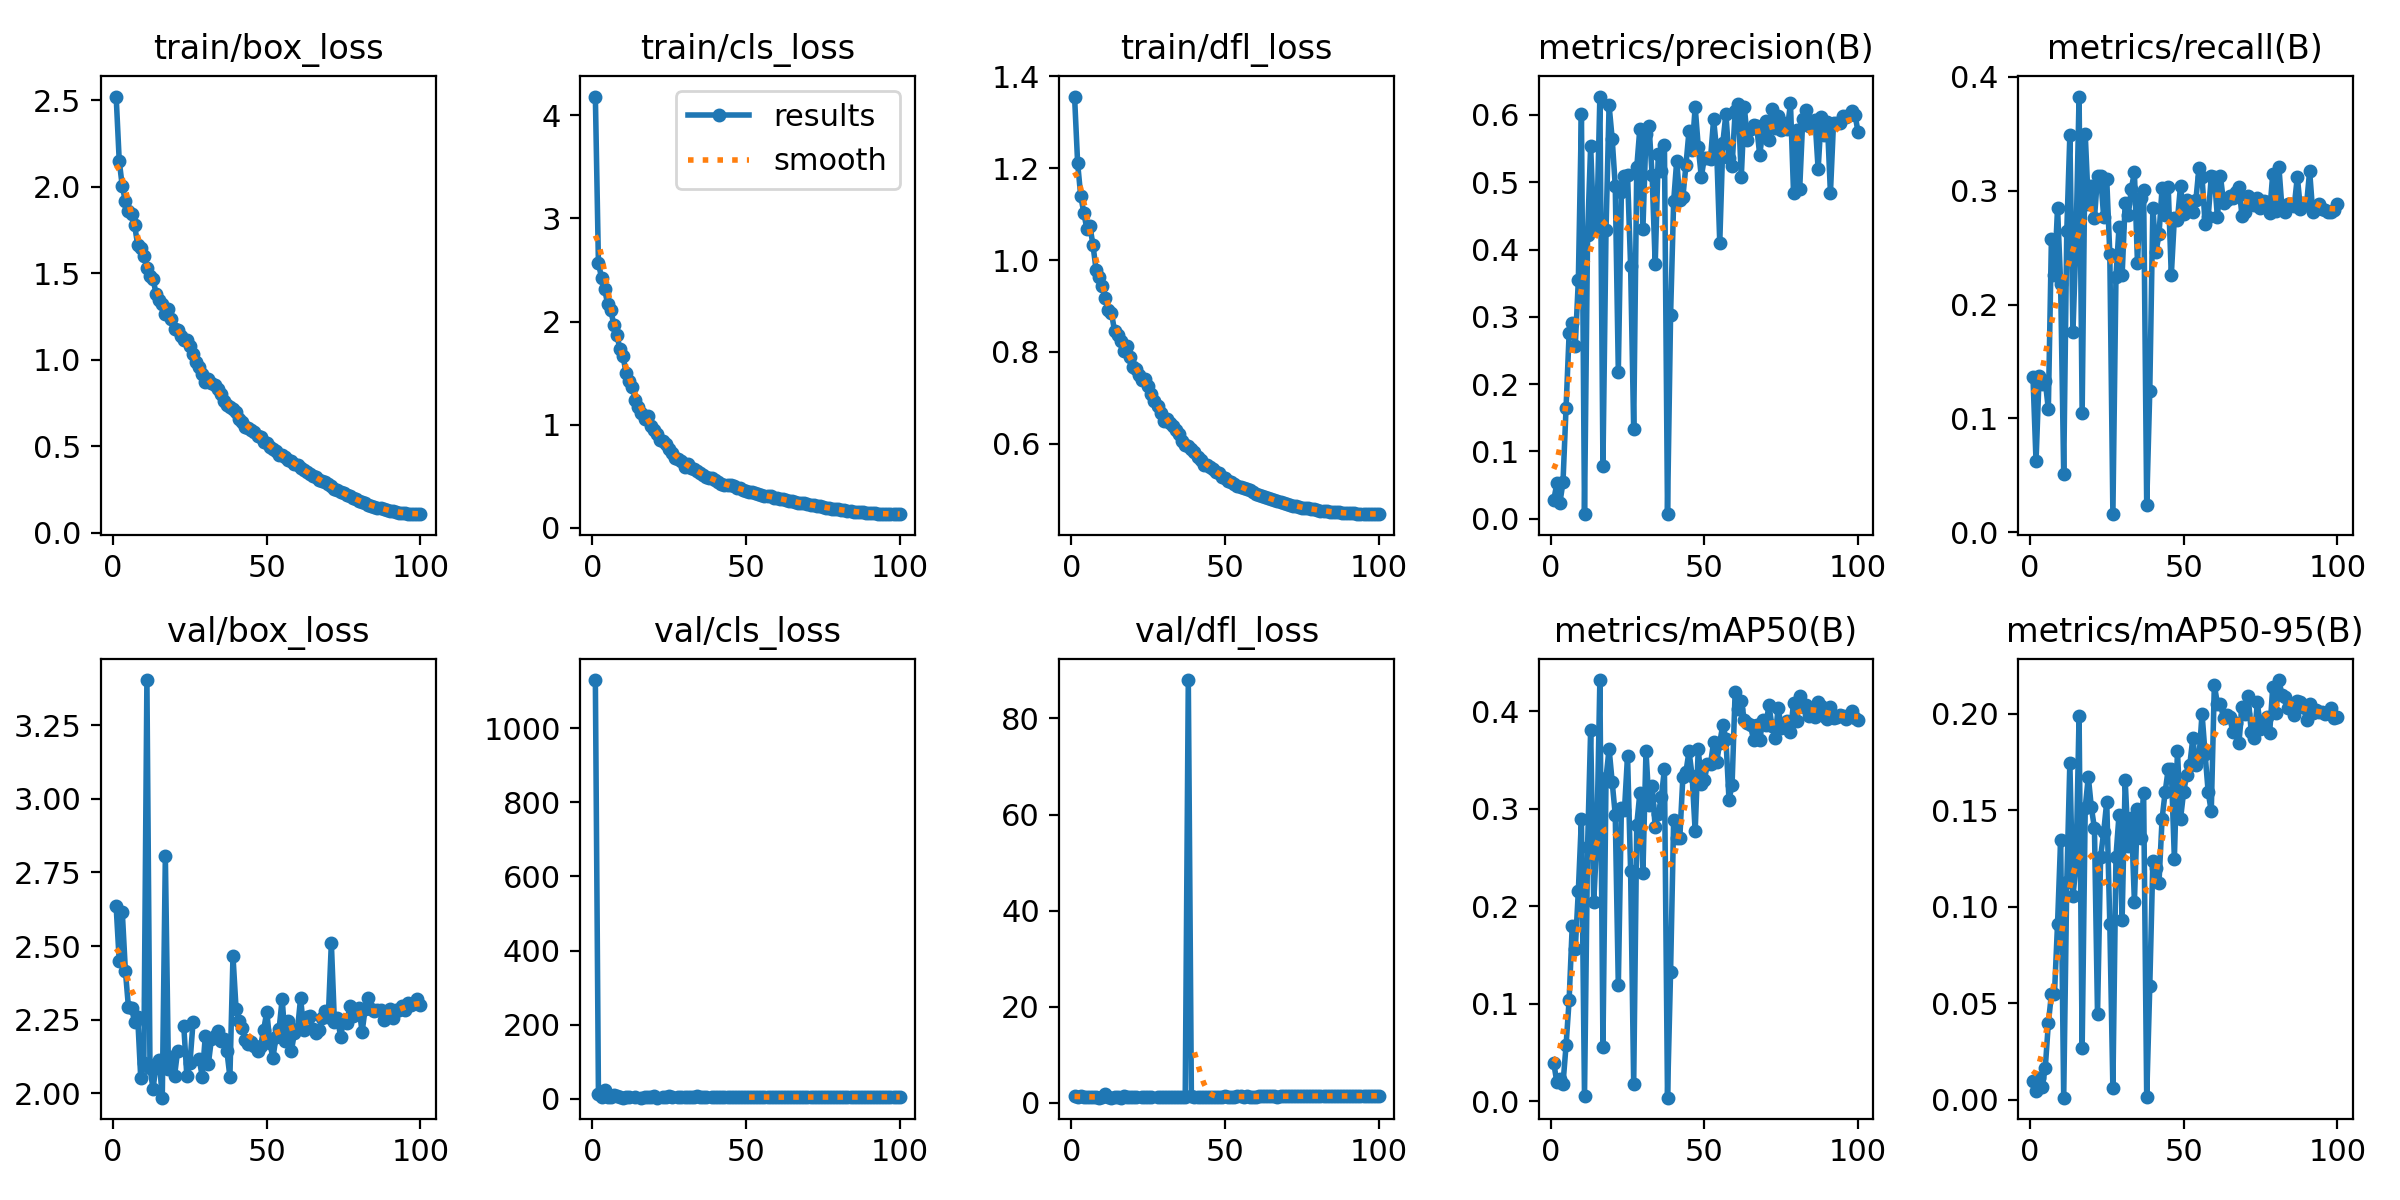 train/box_loss
2.5
2.0
1.5
1.0
0.5
0.0
0 50 100
train/cls_loss
results
smooth
4
3
2
1
0
0 50 100
train/dfl_loss
1.4
1.2
1.0
0.8
0.6
0 50 100
metrics/precision(B)
0.6
0.5
0.4
0.3
0.2
0.1
0.0
0 50 100
metrics/recall(B)
0.4
0.3
0.2
0.1
0.0
0 50 100
val/box_loss
3.25
3.00
2.75
2.50
2.25
2.00
0 50 100
val/cls_loss
1000
800
600
400
200
0
0 50 100
val/dfl_loss
80
60
40
20
0
0 50 100
metrics/mAP50(B)
0.4
0.3
0.2
0.1
0.0
0 50 100
metrics/mAP50-95(B)
0.20
0.15
0.10
0.05
0.00
0 50 100